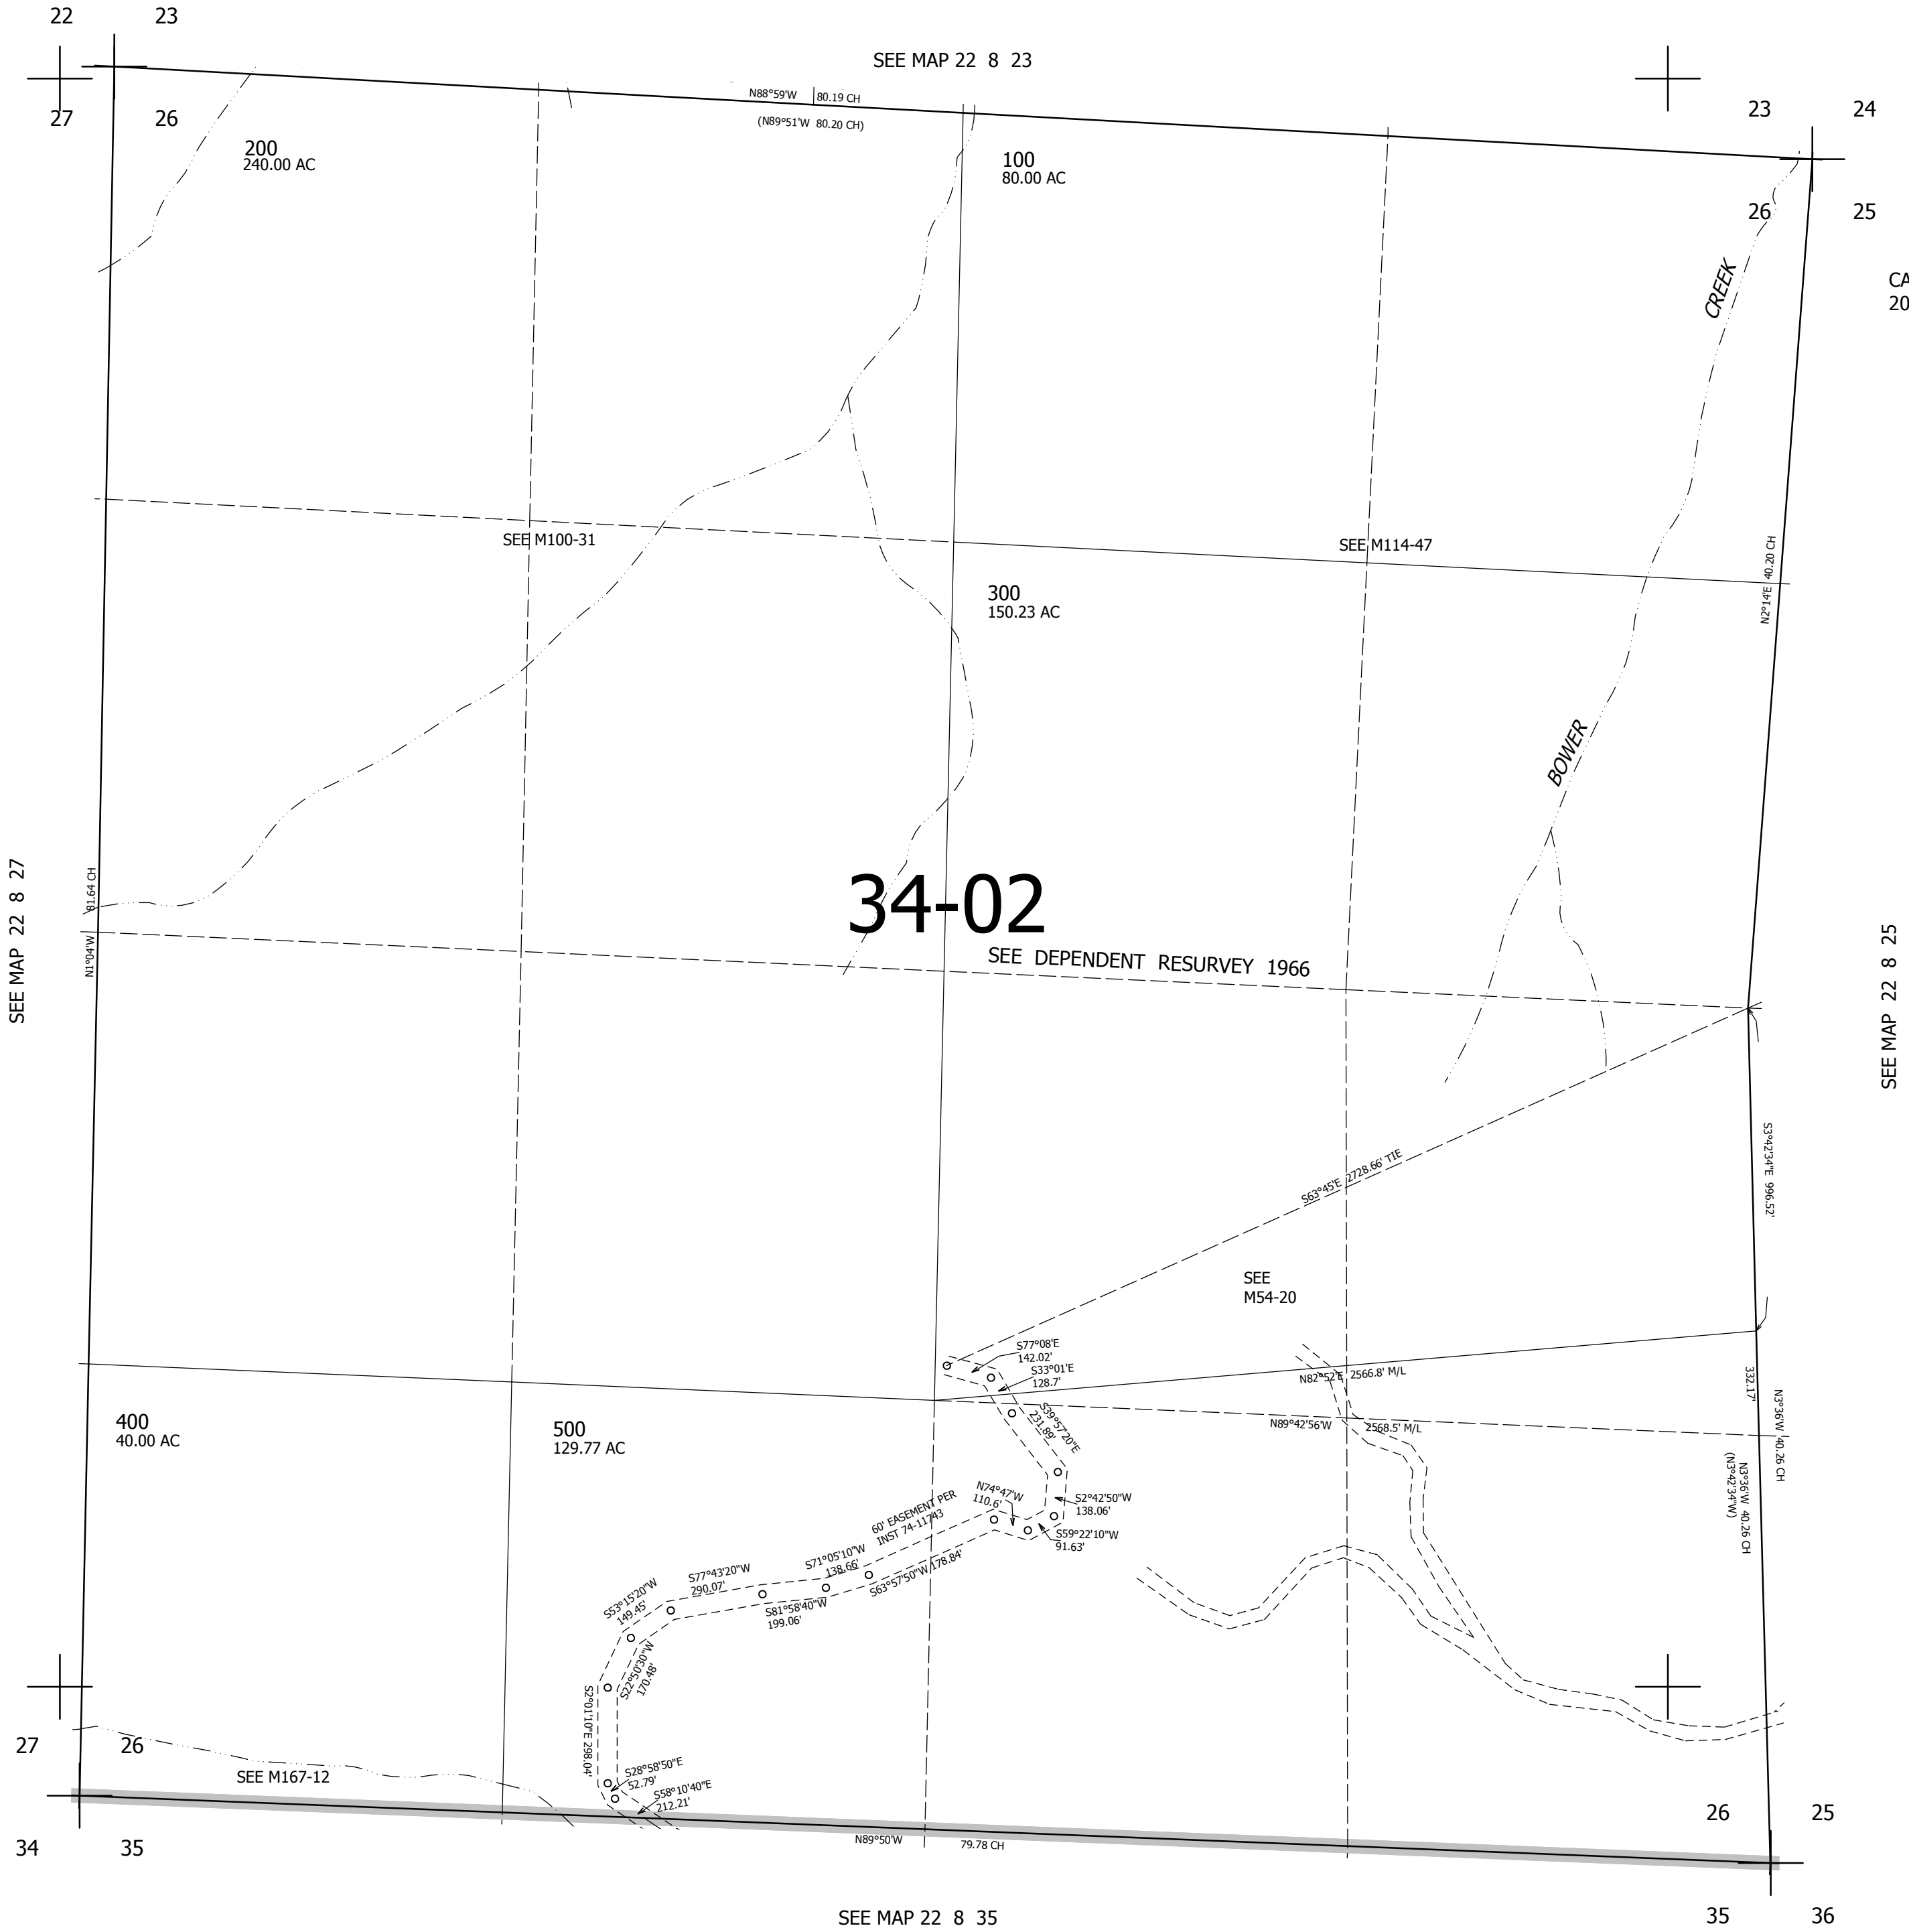 22 23
SEE MAP 22 8 23
27 26
23 24
26 25
N88°59'W 80.19 CH
(N89°51'W 80.20 CH)
200
240.00 AC
100
80.00 AC
CREEK
CA
20
SEE M100-31
SEE M114-47
N2°14'E 40.20 CH
300
150.23 AC
BOWER
SEE MAP 22 8 27
N1°04'W 81.64 CH
34-02
SEE DEPENDENT RESURVEY 1966
SEE MAP 22 8 25
S3°42'34"E 996.52'
S63°45'E 2728.66' TIE
SEE
M54-20
S77°08'E
142.02'
S33°01'E
128.7'
N82°52'E 2566.8' M/L
332.17'
N3°36'W 40.26 CH
S39°57'20"E
231.89'
N89°42'56"W 2568.5' M/L
400
40.00 AC
500
129.77 AC
N3°36'W 40.26 CH
(N3°42'34"W)
N74°47'W
110.6'
S2°42'50"W
138.06'
60' EASEMENT PER
INST 74-11743
S59°22'10"W
91.63'
S71°05'10"W
138.66'
S63°57'50"W 178.84'
S77°43'20"W
290.07'
S81°58'40"W
199.06'
S53°15'20"W
149.45'
S22°50'30"W
170.48'
S2°01'10"E 298.04'
27 26
SEE M167-12
S28°58'50"E
52.79'
S58°10'40"E
212.21'
26 25
34 35
N89°50'W 79.78 CH
SEE MAP 22 8 35
35 36